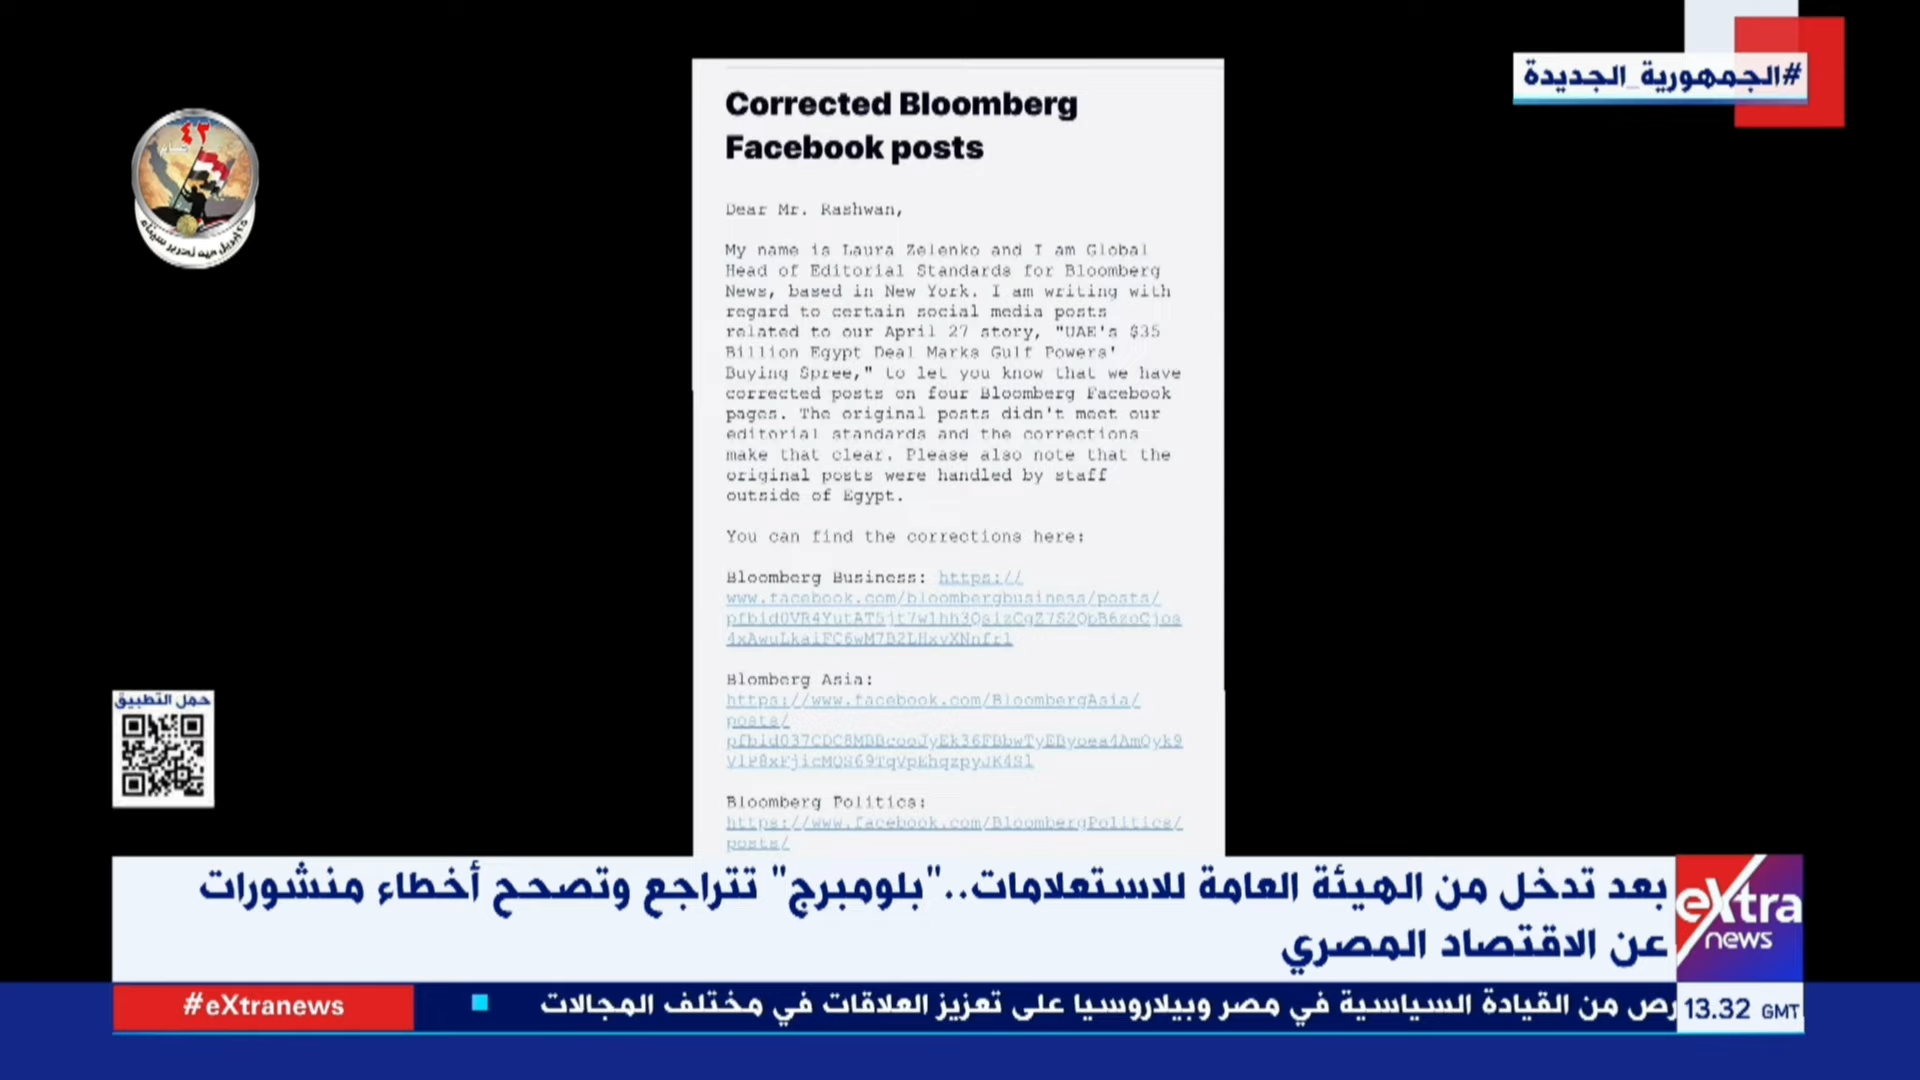 #الجمهورية_الجديدة
٤٢
٢٥ أبريل عيد تحرير سيناء
Corrected Bloomberg
Facebook posts
Dear Mr. Rashwan,
My name is Laura Zelenko and I am Global
Head of Editorial Standards for Bloomberg
News, based in New York. I am writing with
regard to certain social media posts
related to our April 27 story, "UAE's $35
Billion Egypt Deal Marks Gulf Powers'
Buying Spree," to let you know that we have
corrected posts on four Bloomberg Facebook
pages. The original posts didn't meet our
editorial standards and the corrections
make that clear. Please also note that the
original posts were handled by staff
outside of Egypt.
You can find the corrections here:
Bloomberg Business: https://
www.facebook.com/bloombergbusiness/posts/
Blomberg Asia:
https://www.facebook.com/BloombergAsia/
posts/
Bloomberg Politics:
https://www.facebook.com/BloombergPolitics/
posts/
حمل التطبيق
بعد تدخل من الهيئة العامة للاستعلامات.."بلومبرج" تتراجع وتصحح أخطاء منشورات
عن الاقتصاد المصري
eXtra
news
#eXtranews
رص من القيادة السياسية في مصر وبيلاروسيا على تعزيز العلاقات في مختلف المجالات
13.32 GMT